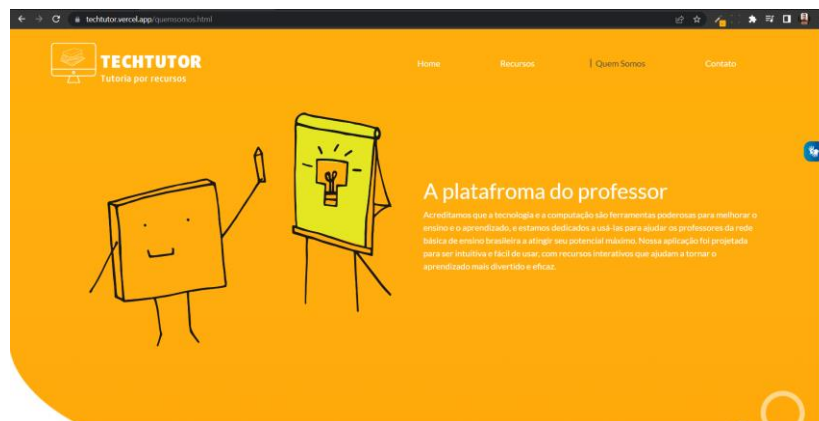 techtutor.vercel.app/quemsomos.html
TECHTUTOR
Tutoria por recursos
Home
Recursos
Quem Somos
Contato
A platafroma do professor
Acreditamos que a tecnologia e a computação são ferramentas poderosas para melhorar o
ensino e o aprendizado, e estamos dedicados a usá-las para ajudar os professores da rede
básica de ensino brasileira a atingir seu potencial máximo. Nossa aplicação foi projetada
para ser intuitiva e fácil de usar, com recursos interativos que ajudam a tornar o
aprendizado mais divertido e eficaz.